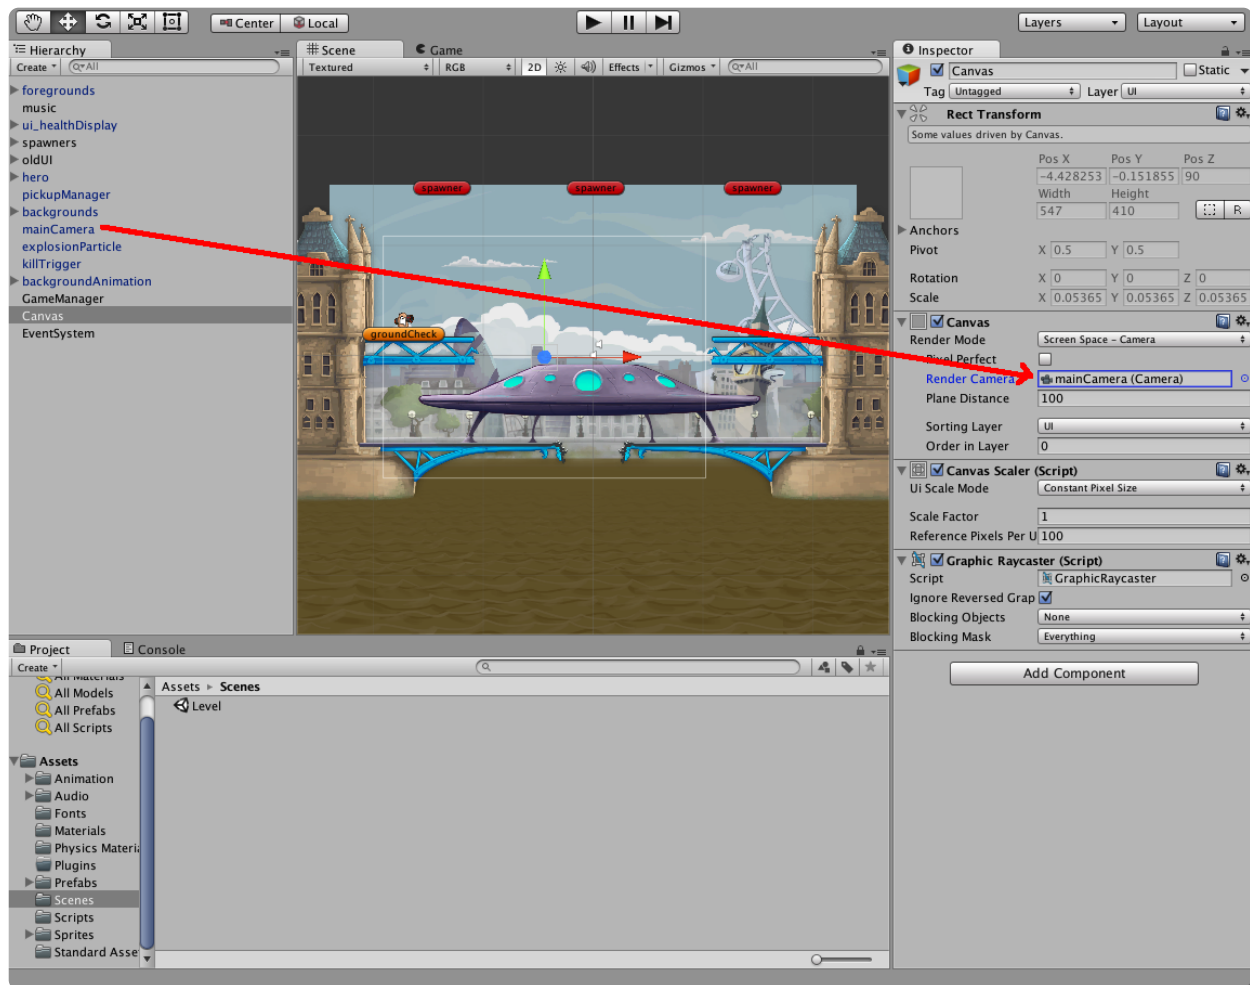 Center Local Layers Layout
Hierarchy
Create All
foregrounds
music
ui_healthDisplay
spawners
oldUI
hero
pickupManager
backgrounds
mainCamera
explosionParticle
killTrigger
backgroundAnimation
GameManager
Canvas
EventSystem
Scene Game
Textured RGB 2D Effects Gizmos All
spawner spawner spawner
groundCheck
Inspector
Canvas Static
Tag Untagged Layer UI
Rect Transform
Some values driven by Canvas.
Pos X Pos Y Pos Z
-4.428253 -0.151855 90
Width Height
547 410 R
Anchors
Pivot X 0.5 Y 0.5
Rotation X 0 Y 0 Z 0
Scale X 0.05365 Y 0.05365 Z 0.05365
Canvas
Render Mode Screen Space - Camera
Pixel Perfect
Render Camera mainCamera (Camera)
Plane Distance 100
Sorting Layer UI
Order in Layer 0
Canvas Scaler (Script)
Ui Scale Mode Constant Pixel Size
Scale Factor 1
Reference Pixels Per U 100
Graphic Raycaster (Script)
Script GraphicRaycaster
Ignore Reversed Grap
Blocking Objects None
Blocking Mask Everything
Add Component
Project Console
Create
All Materials
All Models
All Prefabs
All Scripts
Assets
Animation
Audio
Fonts
Materials
Physics Materi
Plugins
Prefabs
Scenes
Scripts
Sprites
Standard Asse
Assets Scenes
Level